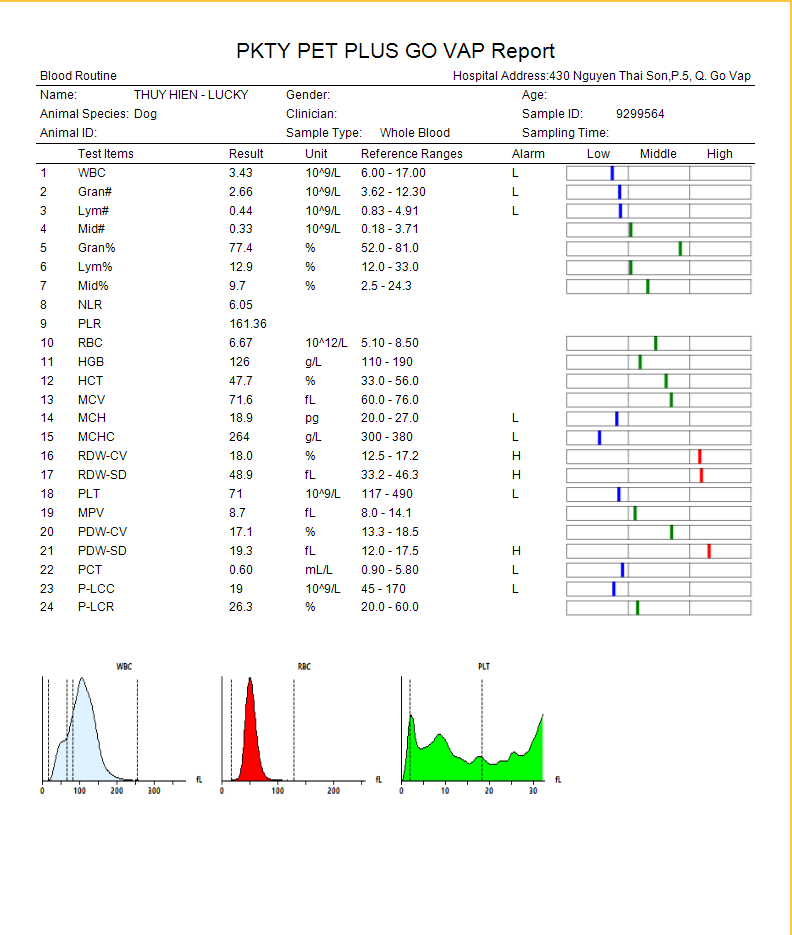 PKTY PET PLUS GO VAP Report
Blood Routine Hospital Address:430 Nguyen Thai Son,P.5, Q. Go Vap
Name: THUY HIEN - LUCKY Gender: Age:
Animal Species: Dog Clinician: Sample ID: 9299564
Animal ID: Sample Type: Whole Blood Sampling Time:
Test Items Result Unit Reference Ranges Alarm Low Middle High
1 WBC 3.43 10^9/L 6.00 - 17.00 L
2 Gran# 2.66 10^9/L 3.62 - 12.30 L
3 Lym# 0.44 10^9/L 0.83 - 4.91 L
4 Mid# 0.33 10^9/L 0.18 - 3.71
5 Gran% 77.4 % 52.0 - 81.0
6 Lym% 12.9 % 12.0 - 33.0
7 Mid% 9.7 % 2.5 - 24.3
8 NLR 6.05
9 PLR 161.36
10 RBC 6.67 10^12/L 5.10 - 8.50
11 HGB 126 g/L 110 - 190
12 HCT 47.7 % 33.0 - 56.0
13 MCV 71.6 fL 60.0 - 76.0
14 MCH 18.9 pg 20.0 - 27.0 L
15 MCHC 264 g/L 300 - 380 L
16 RDW-CV 18.0 % 12.5 - 17.2 H
17 RDW-SD 48.9 fL 33.2 - 46.3 H
18 PLT 71 10^9/L 117 - 490 L
19 MPV 8.7 fL 8.0 - 14.1
20 PDW-CV 17.1 % 13.3 - 18.5
21 PDW-SD 19.3 fL 12.0 - 17.5 H
22 PCT 0.60 mL/L 0.90 - 5.80 L
23 P-LCC 19 10^9/L 45 - 170 L
24 P-LCR 26.3 % 20.0 - 60.0
WBC RBC PLT
fL fL fL
0 100 200 300 0 100 200 0 10 20 30